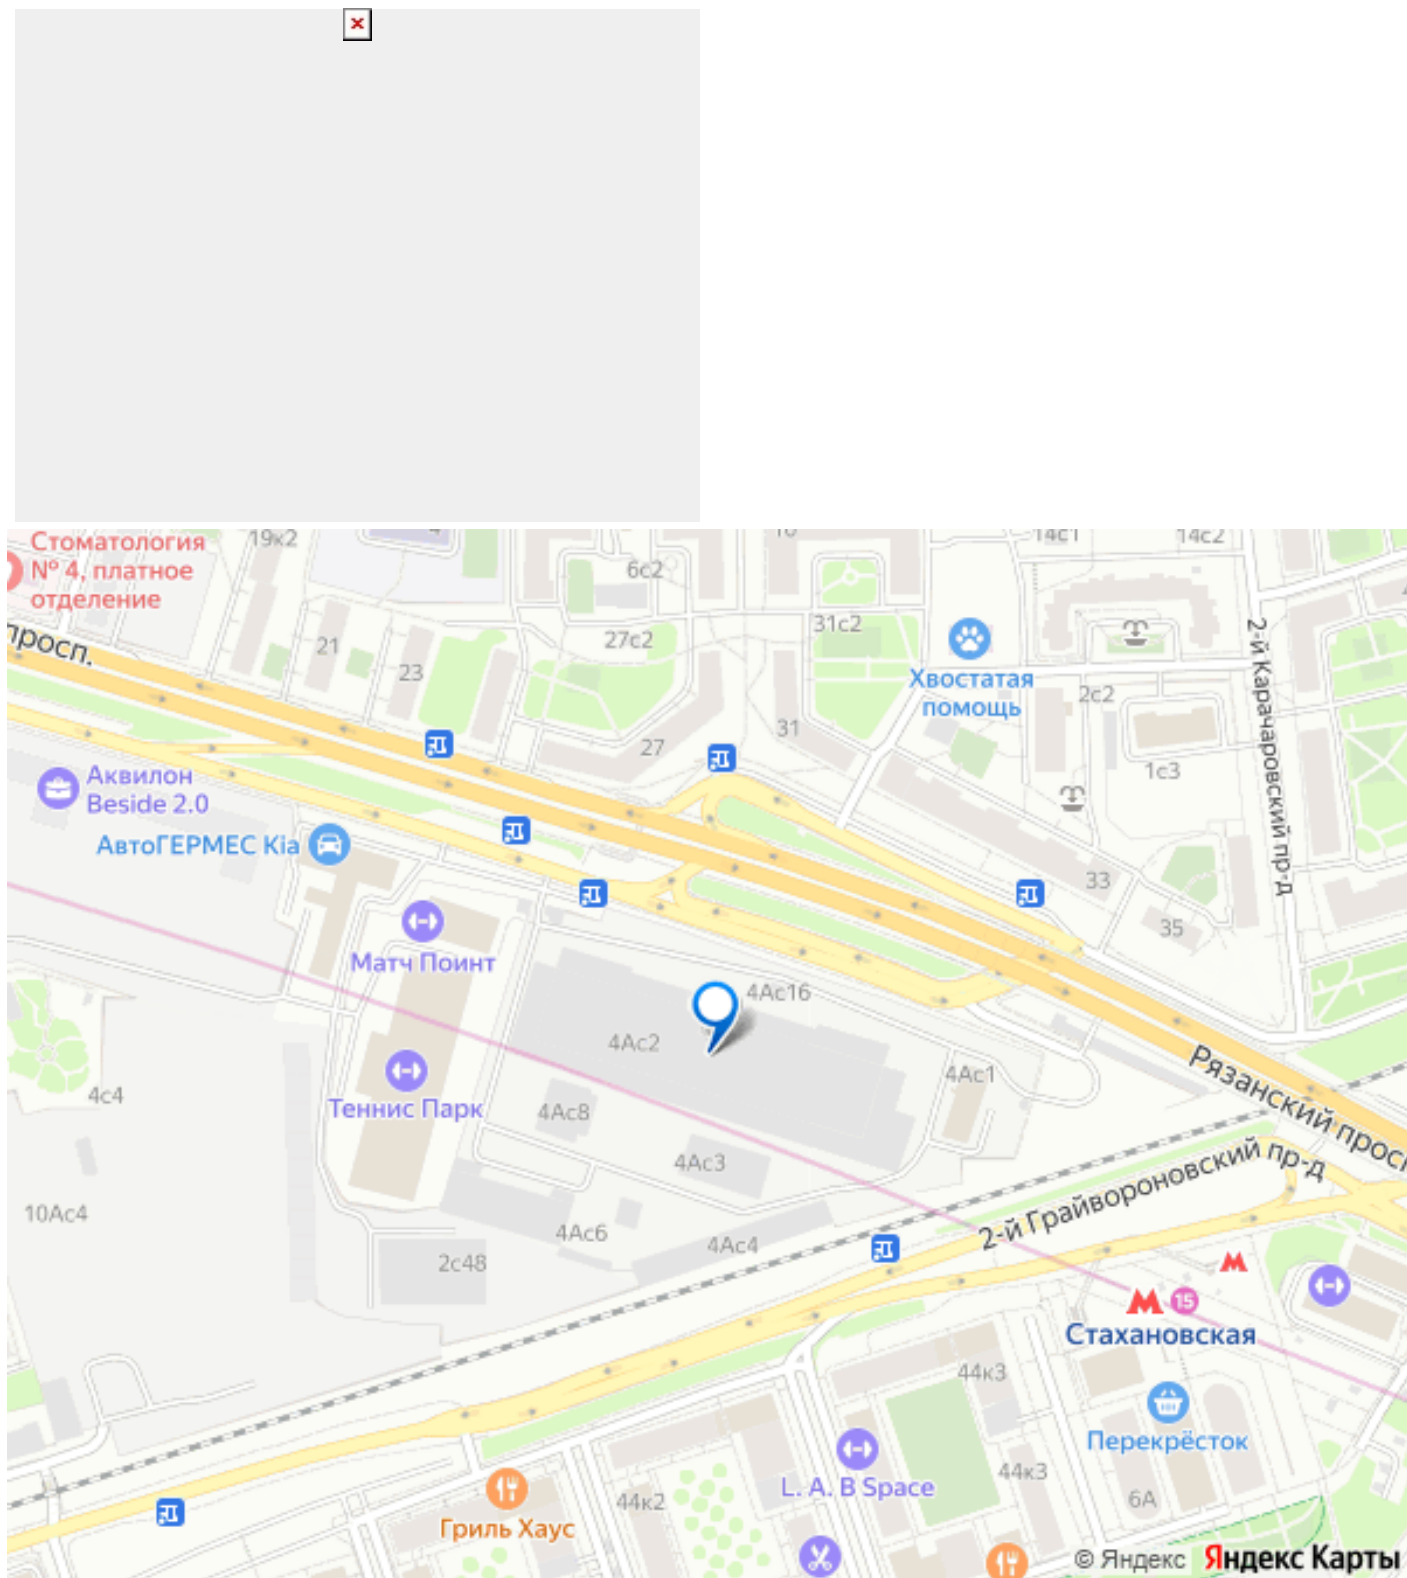 Стоматология
№ 4, платное
отделение
19к2
6с2
14с1
14с2
просп.
21
23
27с2
31с2
Хвостатая
помощь
2с2
2-й Карачаровский пр-д
27
31
1с3
Аквилон
Beside 2.0
АвтоГЕРМЕС Kia
33
35
Матч Поинт
4Ас16
4Ас2
4Ас1
Рязанский просп
4с4
Теннис Парк
4Ас8
4Ас3
2-й Грайвороновский пр-д
10Ас4
4Ас6
4Ас4
2с48
15
Стахановская
44к3
Перекрёсток
L. A. B Space
44к3
6А
44к2
Гриль Хаус
© Яндекс Яндекс Карты